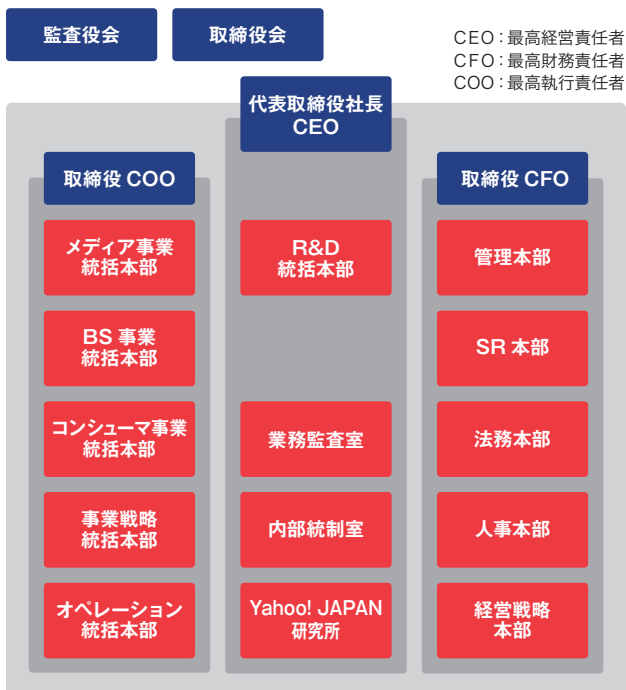 監査役会
取締役会
CEO：最高経営責任者
CFO：最高財務責任者
COO：最高執行責任者
代表取締役社長
CEO
取締役 COO
取締役 CFO
メディア事業
統括本部
R&D
統括本部
管理本部
BS 事業
統括本部
SR 本部
コンシューマ事業
統括本部
業務監査室
法務本部
事業戦略
統括本部
内部統制室
人事本部
オペレーション
統括本部
Yahoo! JAPAN
研究所
経営戦略
本部